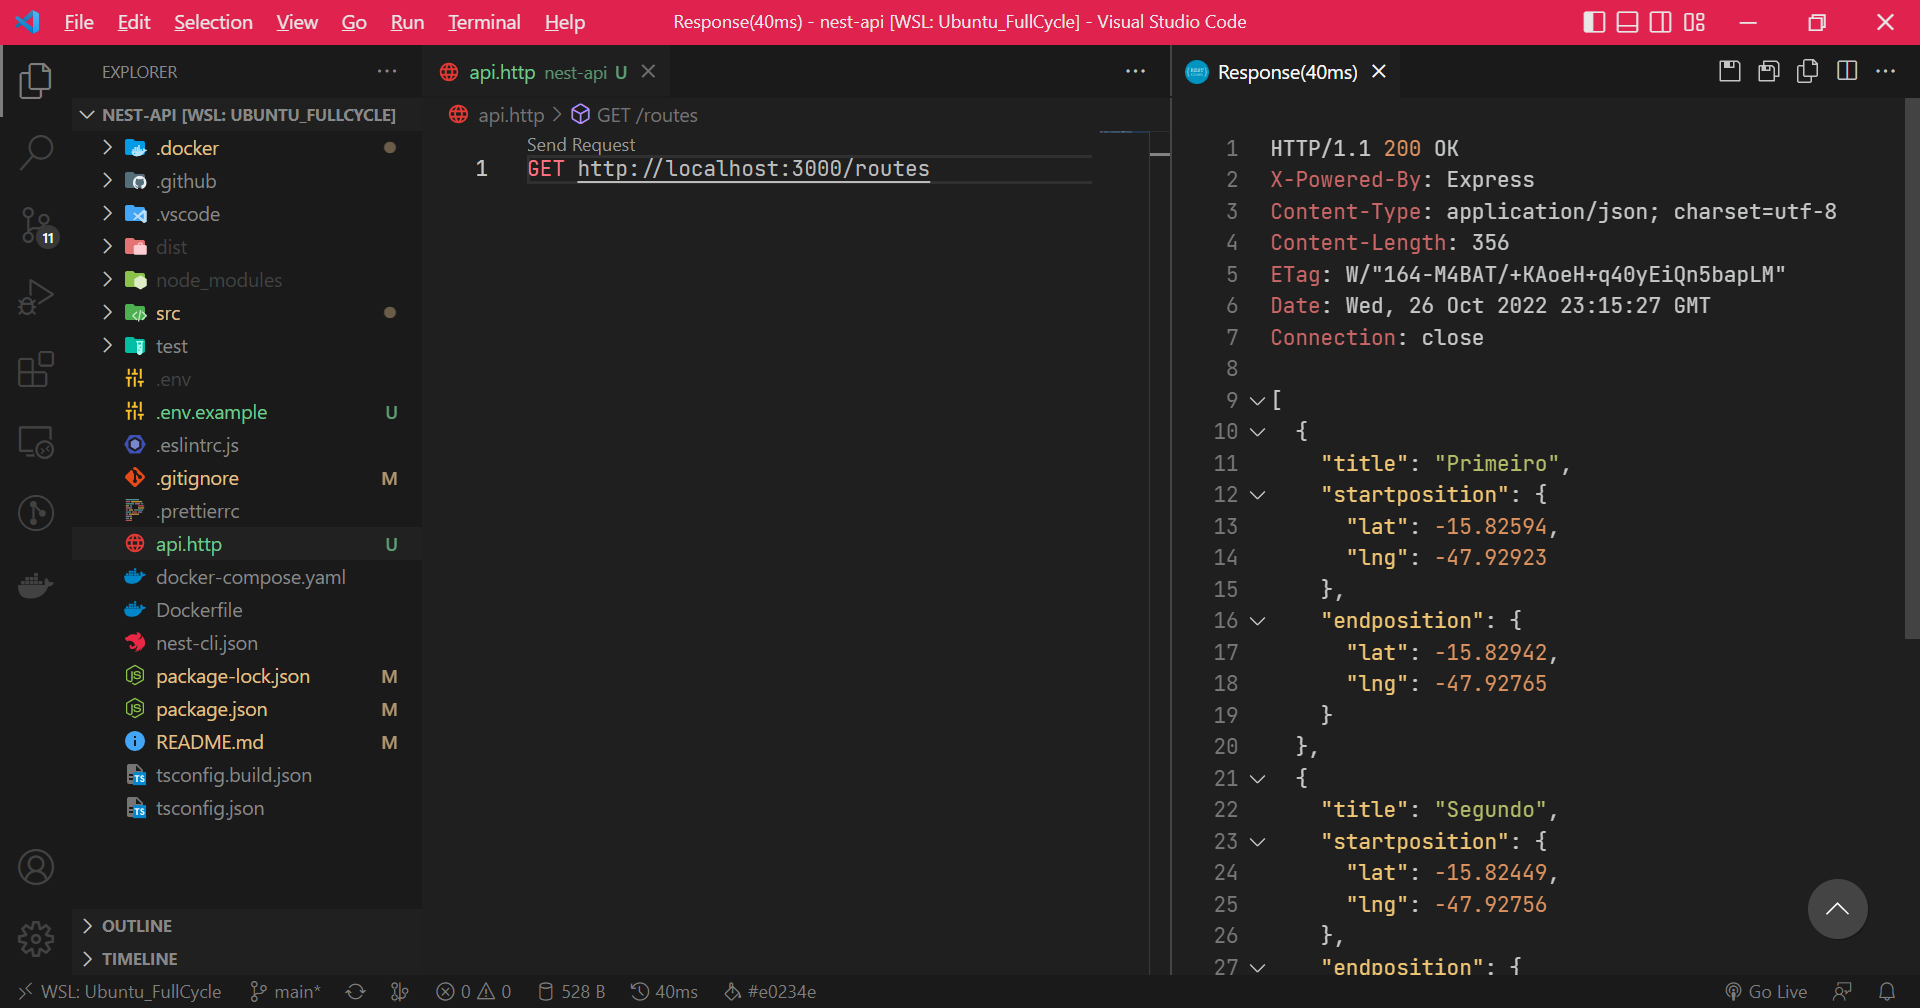 File Edit Selection View Go Run Terminal Help
Response(40ms) - nest-api [WSL: Ubuntu_FullCycle] - Visual Studio Code
EXPLORER
NEST-API [WSL: UBUNTU_FULLCYCLE]
.docker
.github
.vscode
dist
node_modules
src
test
.env
.env.example U
.eslintrc.js
.gitignore M
.prettierrc
api.http U
docker-compose.yaml
Dockerfile
nest-cli.json
package-lock.json M
package.json M
README.md M
tsconfig.build.json
tsconfig.json
OUTLINE
TIMELINE
11
api.http nest-api U
api.http > GET /routes
Send Request
1 GET http://localhost:3000/routes
Response(40ms)
1 HTTP/1.1 200 OK
2 X-Powered-By: Express
3 Content-Type: application/json; charset=utf-8
4 Content-Length: 356
5 ETag: W/"164-M4BAT/+KAoeH+q40yEiQn5bapLM"
6 Date: Wed, 26 Oct 2022 23:15:27 GMT
7 Connection: close
8
9 [
10 {
11 "title": "Primeiro",
12 "startposition": {
13 "lat": -15.82594,
14 "lng": -47.92923
15 },
16 "endposition": {
17 "lat": -15.82942,
18 "lng": -47.92765
19 }
20 },
21 {
22 "title": "Segundo",
23 "startposition": {
24 "lat": -15.82449,
25 "lng": -47.92756
26 },
27 "endposition": {
WSL: Ubuntu_FullCycle main* 0 0 528 B 40ms #e0234e Go Live